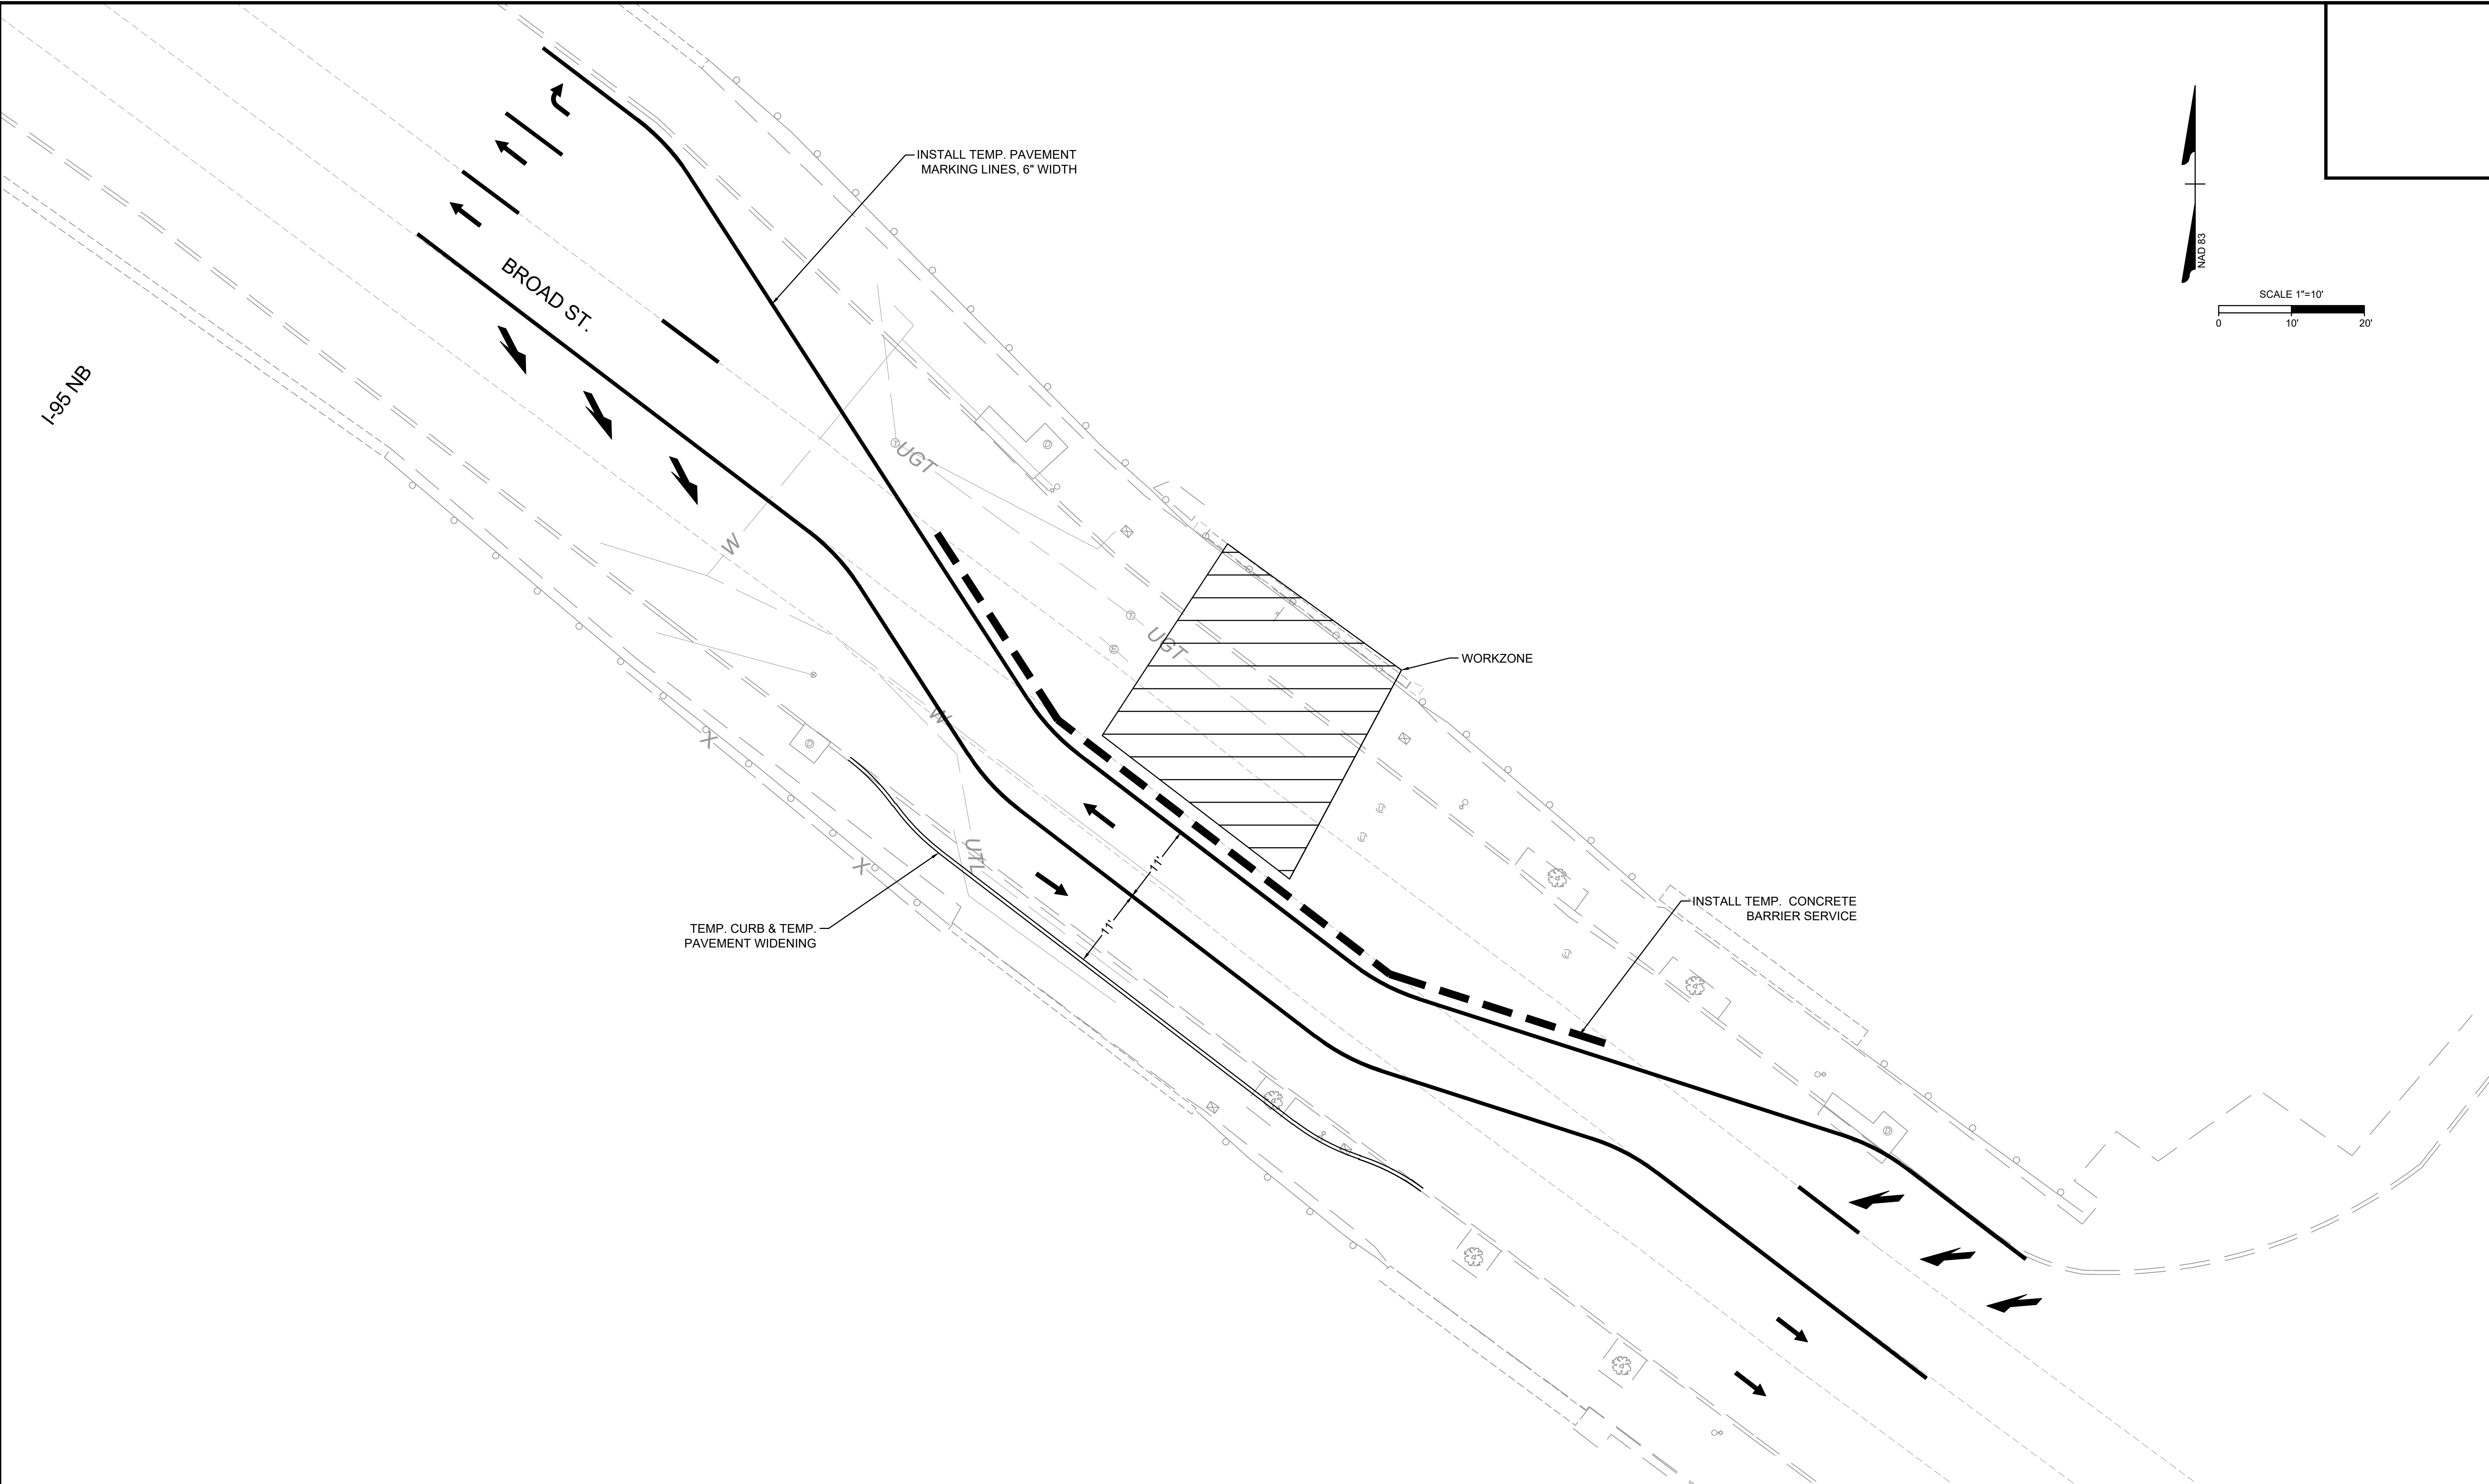 INSTALL TEMP. PAVEMENT
MARKING LINES, 6" WIDTH
NAD 83
SCALE 1"=10'
0 10' 20'
BROAD ST.
I-95 NB
UGT
T
D
W
T
E
UGT
WORKZONE
W
X
D
UTL
X
11'
11'
INSTALL TEMP.  CONCRETE
BARRIER SERVICE
TEMP. CURB & TEMP.
PAVEMENT WIDENING
D